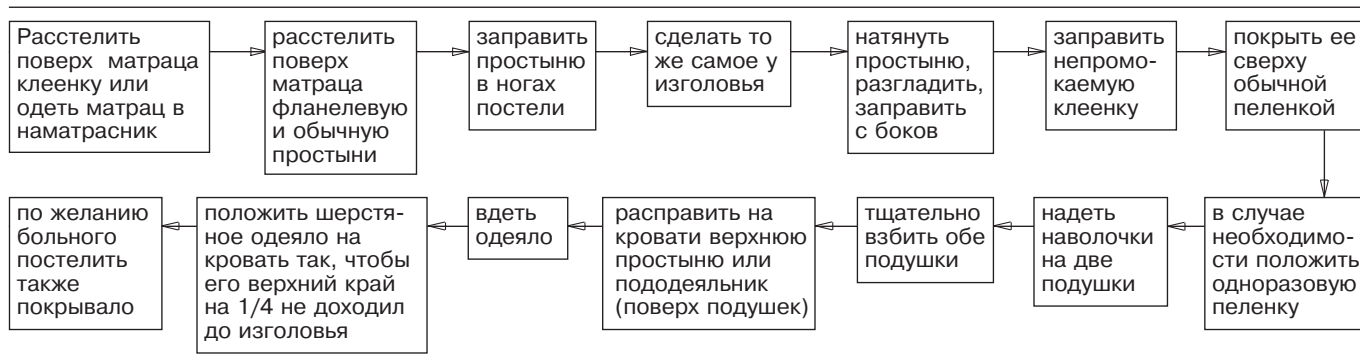 Расстелить
поверх матраца
клеенку или
одеть матрац в
наматрасник
расстелить
поверх
матраца
фланелевую
и обычную
простыни
заправить
простыню
в ногах
постели
сделать то
же самое у
изголовья
натянуть
простыню,
разгладить,
заправить
с боков
заправить
непромо-
каемую
клеенку
покрыть ее
сверху
обычной
пеленкой
в случае
необходимо-
сти положить
одноразовую
пеленку
надеть
наволочки
на две
подушки
тщательно
взбить обе
подушки
расправить на
кровати верхнюю
простыню или
пододеяльник
(поверх подушек)
вдеть
одеяло
положить шерстя-
ное одеяло на
кровать так, чтобы
его верхний край
на 1/4 не доходил
до изголовья
по желанию
больного
постелить
также
покрывало